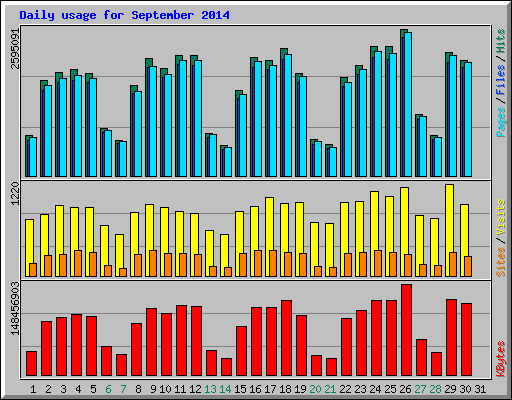 Daily usage for September 2014
2595091
Pages / Files / Hits
1220
Sites / Visits
148456903
KBytes
1 2 3 4 5 6 7 8 9 10 11 12 13 14 15 16 17 18 19 20 21 22 23 24 25 26 27 28 29 30 31